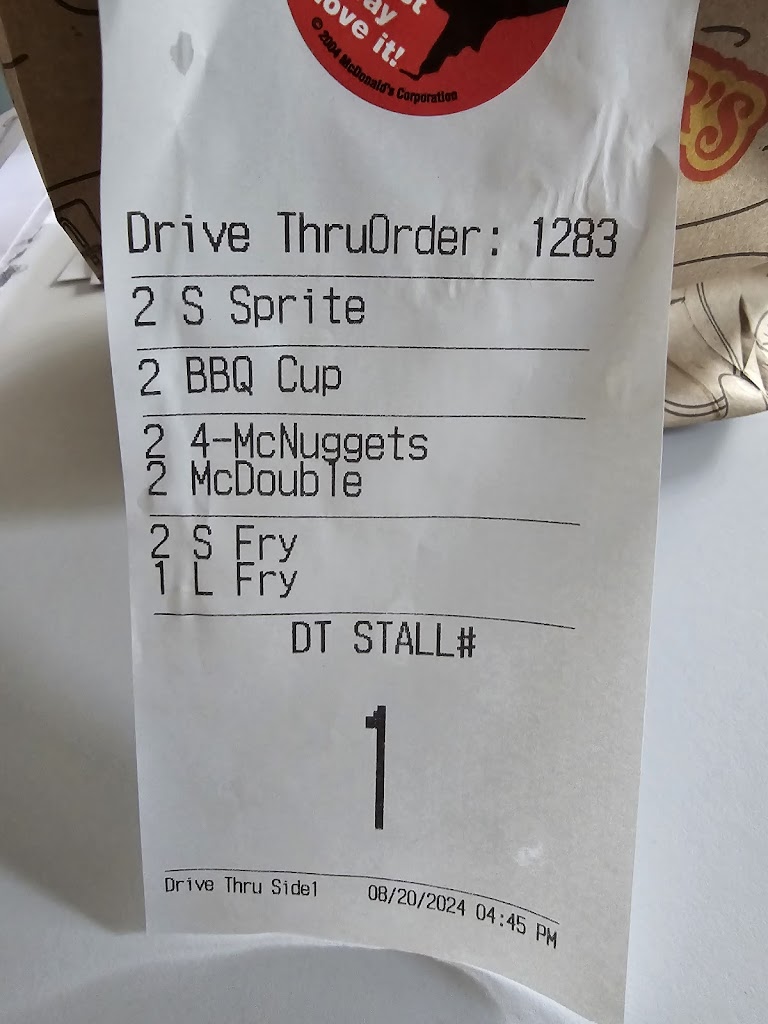 ay
love it!
© 2004 McDonald's Corporation
R'S
Drive ThruOrder: 1283
2 S Sprite
2 BBQ Cup
2 4-McNuggets
2 McDouble
2 S Fry
1 L Fry
DT STALL#
1
Drive Thru Side1 08/20/2024 04:45 PM